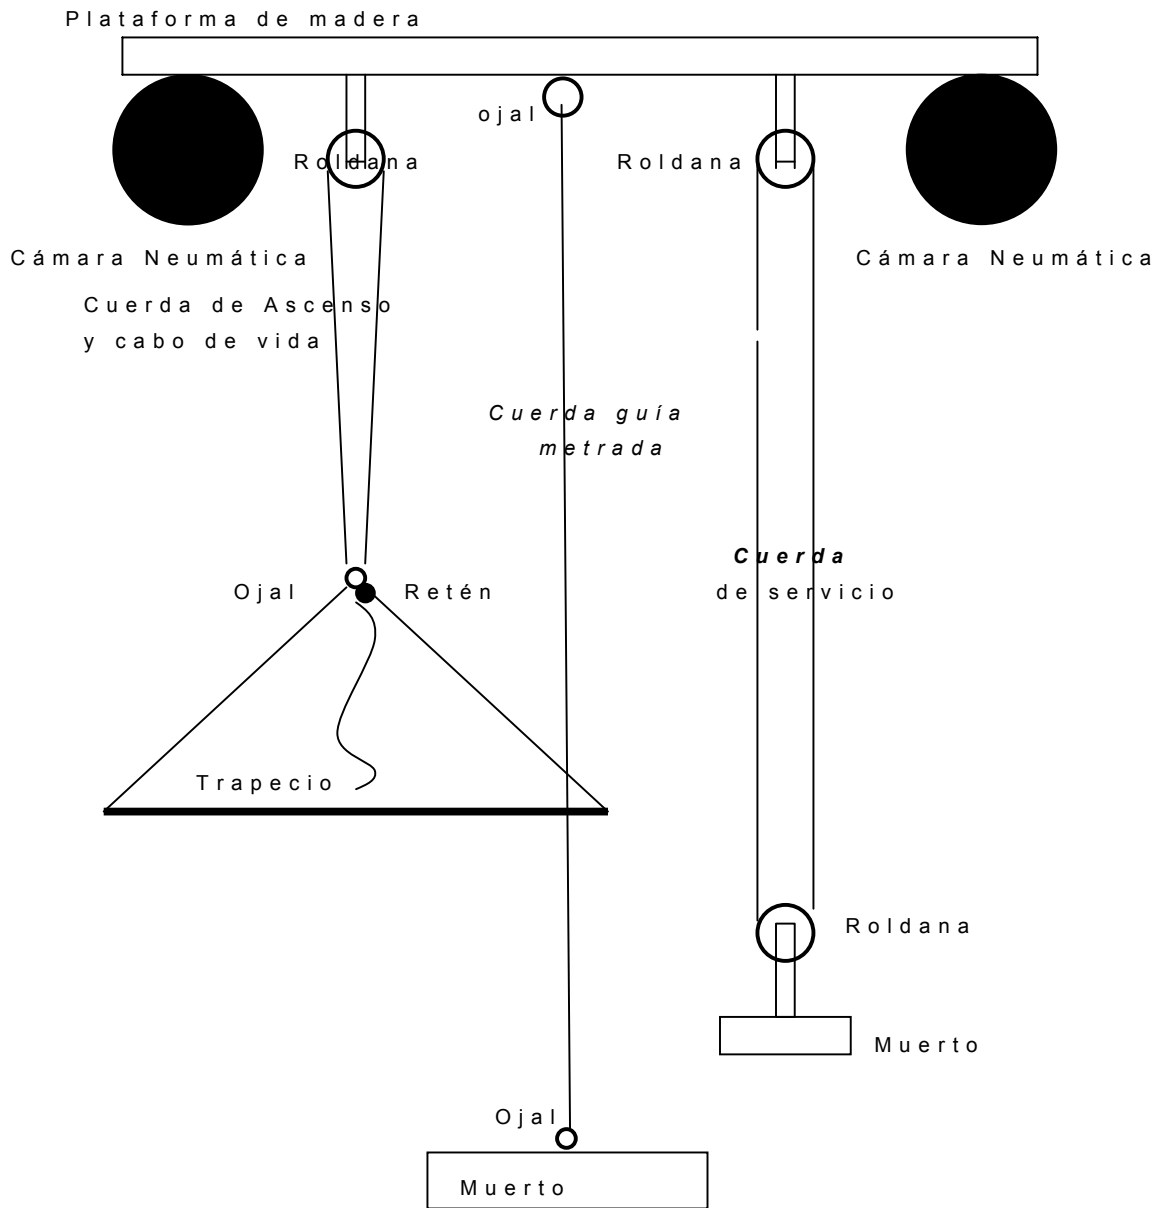 Plataforma de madera
ojal
Roldana
Roldana
Cámara Neumática
Cámara Neumática
Cuerda de Ascenso
y cabo de vida
Cuerda guía
metrada
Cuerda
de servicio
Ojal
Retén
Trapecio
Roldana
Muerto
Ojal
Muerto